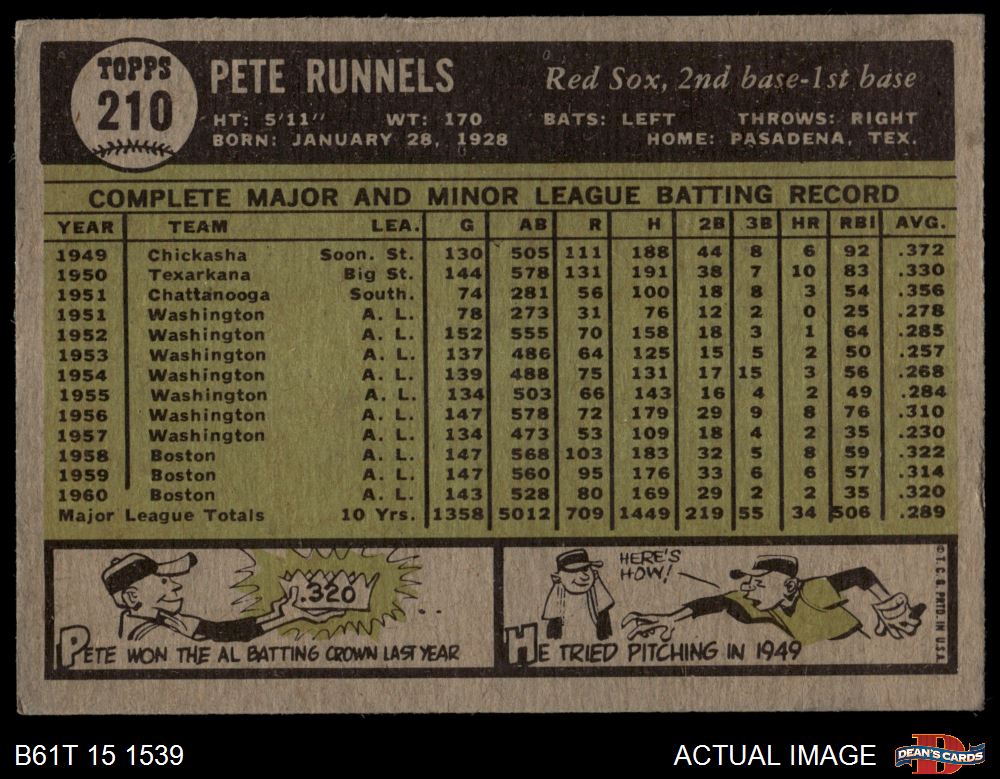 TOPPS
210
PETE RUNNELS
Red Sox, 2nd base-1st base
HT: 5'11" WT: 170 BATS: LEFT THROWS: RIGHT
BORN: JANUARY 28, 1928 HOME: PASADENA, TEX.
COMPLETE MAJOR AND MINOR LEAGUE BATTING RECORD
YEAR TEAM LEA. G AB R H 2B 3B HR RBI AVG.
1949 Chickasha Soon. St. 130 505 111 188 44 8 6 92 .372
1950 Texarkana Big St. 144 578 131 191 38 7 10 83 .330
1951 Chattanooga South. 74 281 56 100 18 8 3 54 .356
1951 Washington A. L. 78 273 31 76 12 2 0 25 .278
1952 Washington A. L. 152 555 70 158 18 3 1 64 .285
1953 Washington A. L. 137 486 64 125 15 5 2 50 .257
1954 Washington A. L. 139 488 75 131 17 15 3 56 .268
1955 Washington A. L. 134 503 66 143 16 4 2 49 .284
1956 Washington A. L. 147 578 72 179 29 9 8 76 .310
1957 Washington A. L. 134 473 53 109 18 4 2 35 .230
1958 Boston A. L. 147 568 103 183 32 5 8 59 .322
1959 Boston A. L. 147 560 95 176 33 6 6 57 .314
1960 Boston A. L. 143 528 80 169 29 2 2 35 .320
Major League Totals 10 Yrs. 1358 5012 709 1449 219 55 34 506 .289
.320
PETE WON THE AL BATTING CROWN LAST YEAR
HERE'S
HOW!
HE TRIED PITCHING IN 1949
© T. C. G. PRTD. IN U.S.A.
B61T 15 1539
ACTUAL IMAGE
DEAN'S CARDS